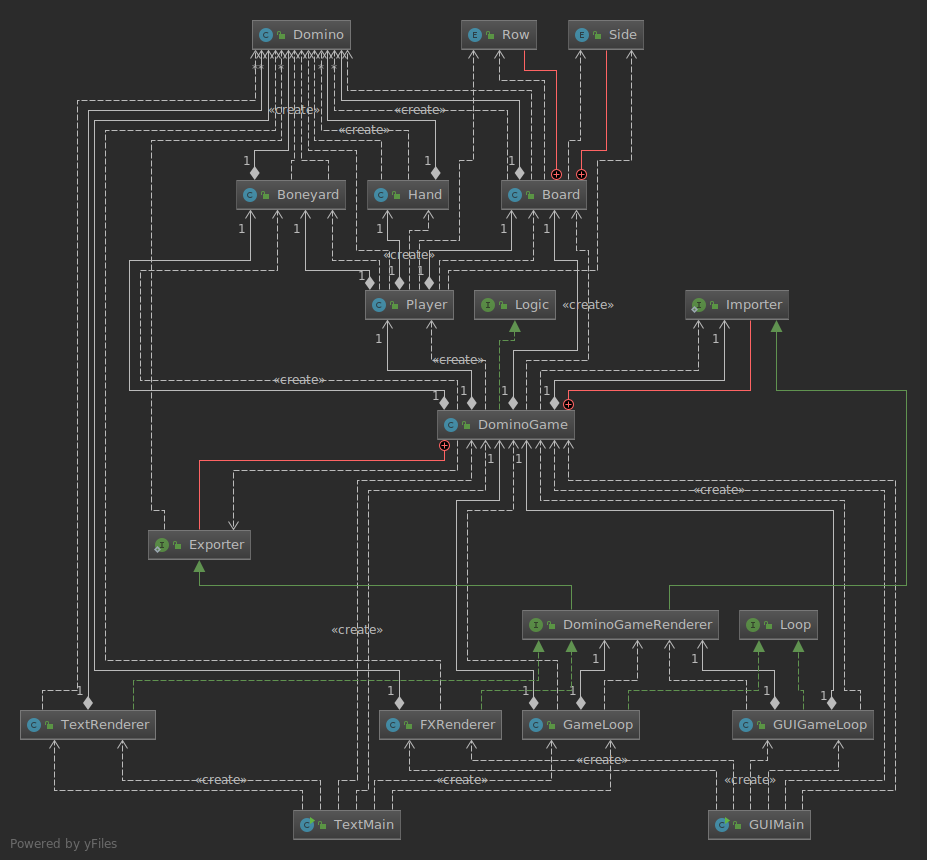 Domino
Row
Side
* * * * *
«create» «create»
«create»
1 1 1
Boneyard
Hand
Board
1 1 1 1 1
«create»
1 1 1
Player
Logic
«create»
Importer
1 1
«create»
«create»
1 1 1 1
DominoGame
1 1
«create»
Exporter
DominoGameRenderer
Loop
«create»
1 1
1 1 1 1 1 1
TextRenderer
FXRenderer
GameLoop
GUIGameLoop
«create»
«create» «create» «create»
TextMain
GUIMain
Powered by yFiles